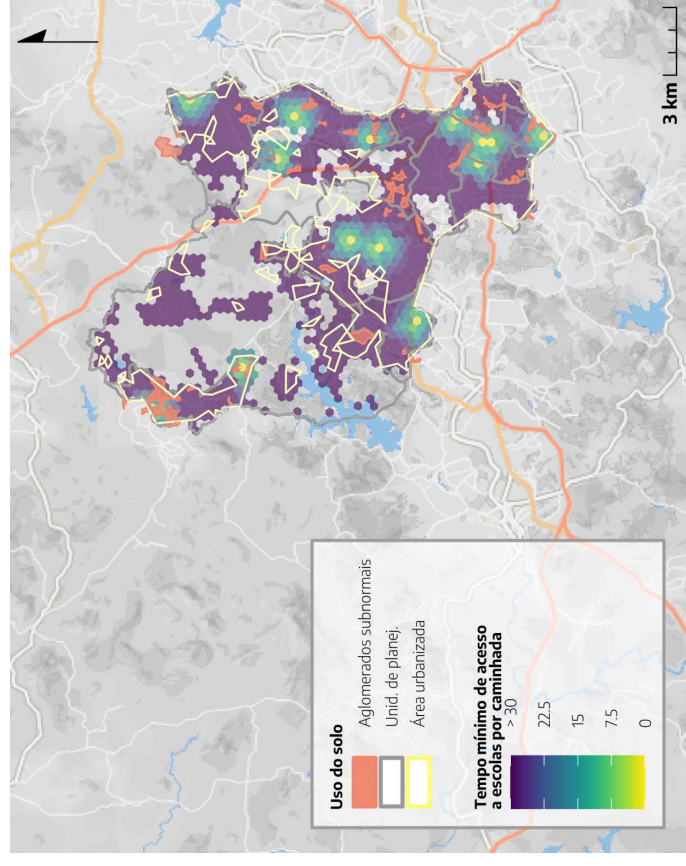 3 km
Uso do solo
Aglomerados subnormais
Unid. de planej.
Área urbanizada
Tempo mínimo de acesso
a escolas por caminhada
> 30
22.5
15
7.5
0